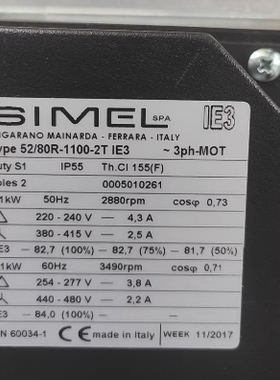 SIMEL SPA IE3
IGARANO MAINARDA - FERRARA - ITALY
ype 52/80R-1100-2T IE3 ~ 3ph-MOT
uty S1 IP55 Th.Cl 155(F)
oles 2 0005010261
1kW 50Hz 2880rpm cosφ 0,73
220-240 V — 4,3 A
380-415 V — 2,5 A
E3 - 82,7 (100%) - 82,7 (75%) - 81,7 (50%)
1kW 60Hz 3490rpm cosφ 0,71
254-277 V — 3,8 A
440-480 V — 2,2 A
E3 — 84,0 (100%) —
N 60034-1 Made in Italy WEEK 11/2017